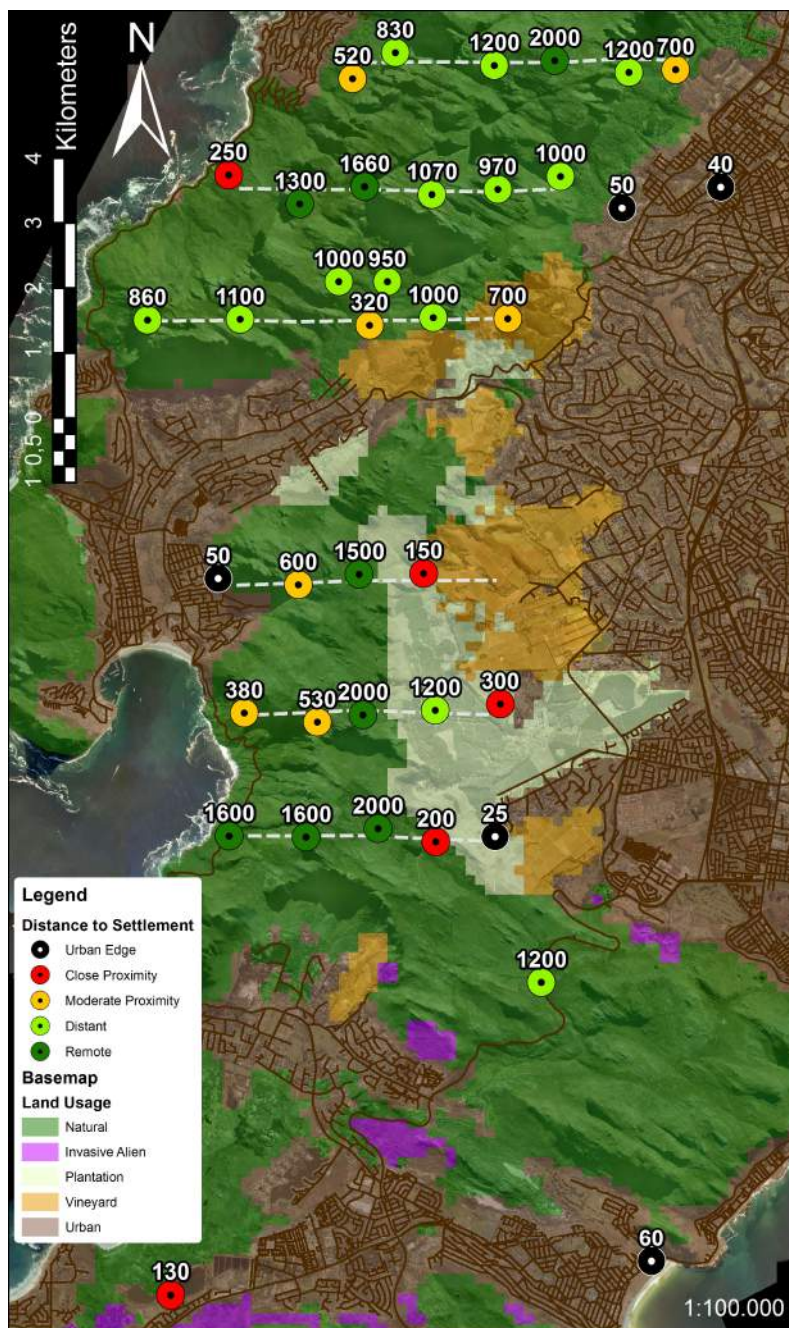 N
Kilometers
4
3
2
1
0
0,5
1
830
520
1200
2000
1200
700
250
1300
1660
1070
970
1000
50
40
1000
950
860
1100
320
1000
700
50
600
1500
150
380
530
2000
1200
300
1600
1600
2000
200
25
1200
130
60
Legend
Distance to Settlement
Urban Edge
Close Proximity
Moderate Proximity
Distant
Remote
Basemap
Land Usage
Natural
Invasive Alien
Plantation
Vineyard
Urban
1:100.000